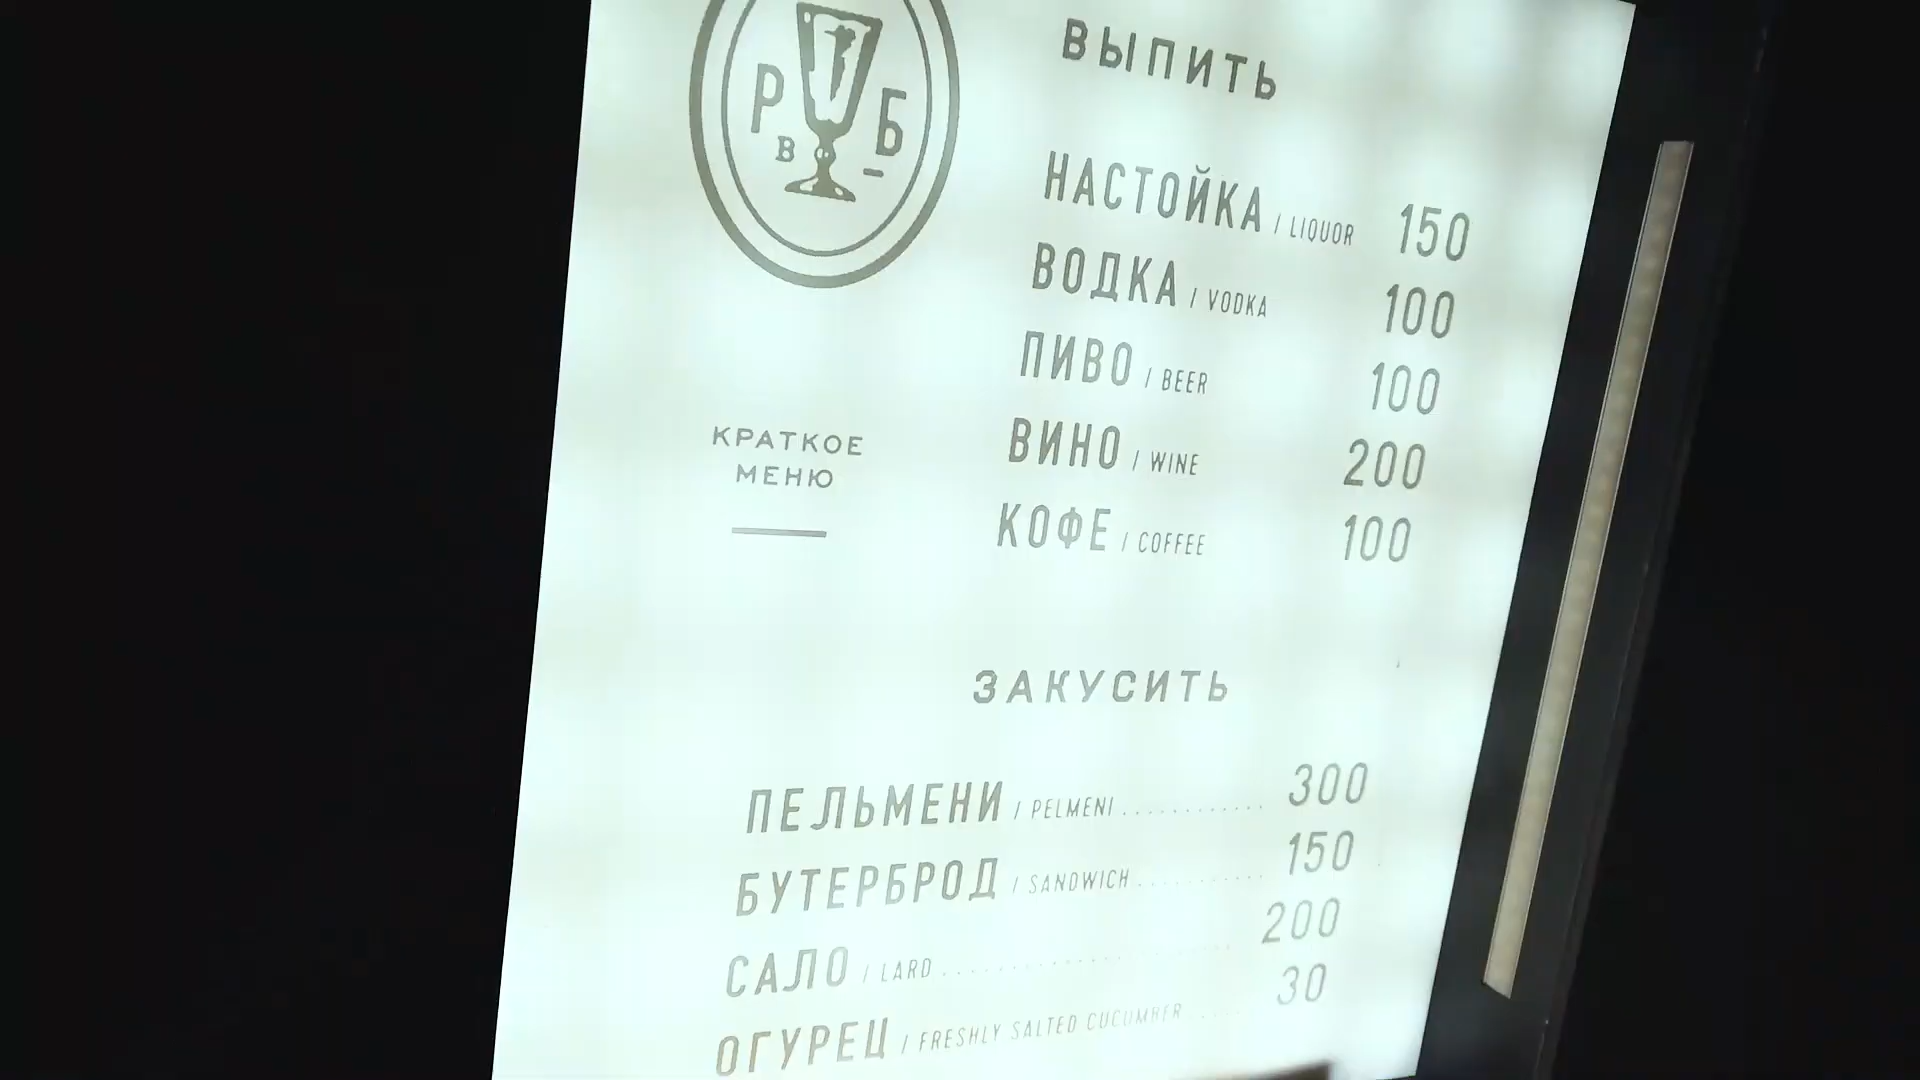 Р В Б
КРАТКОЕ
МЕНЮ
ВЫПИТЬ
НАСТОЙКА / LIQUOR 150
ВОДКА / VODKA 100
ПИВО / BEER 100
ВИНО / WINE 200
КОФЕ / COFFEE 100
ЗАКУСИТЬ
ПЕЛЬМЕНИ / PELMENI ............ 300
БУТЕРБРОД / SANDWICH ........... 150
САЛО / LARD ...................... 200
ОГУРЕЦ / FRESHLY SALTED CUCUMBER ..... 30